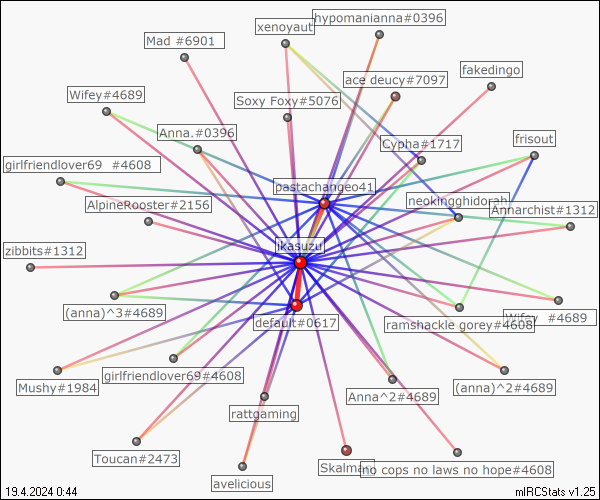 hypomanianna#0396
xenoyaut
Mad #6901
fakedingo
ace deucy#7097
Wifey#4689
Soxy Foxy#5076
Anna.#0396
Cypha#1717
frisout
girlfriendlover69 #4608
pastachangeo41
AlpineRooster#2156
neokingghidorah
Annarchist#1312
ikasuzu
zibbits#1312
(anna)^3#4689
default#0617
ramshackle gorey#4608
Wifey #4689
Mushy#1984
girlfriendlover69#4608
Anna^2#4689
(anna)^2#4689
rattgaming
Toucan#2473
Skalman
no cops no laws no hope#4608
avelicious
19.4.2024 0:44
mIRCStats v1.25